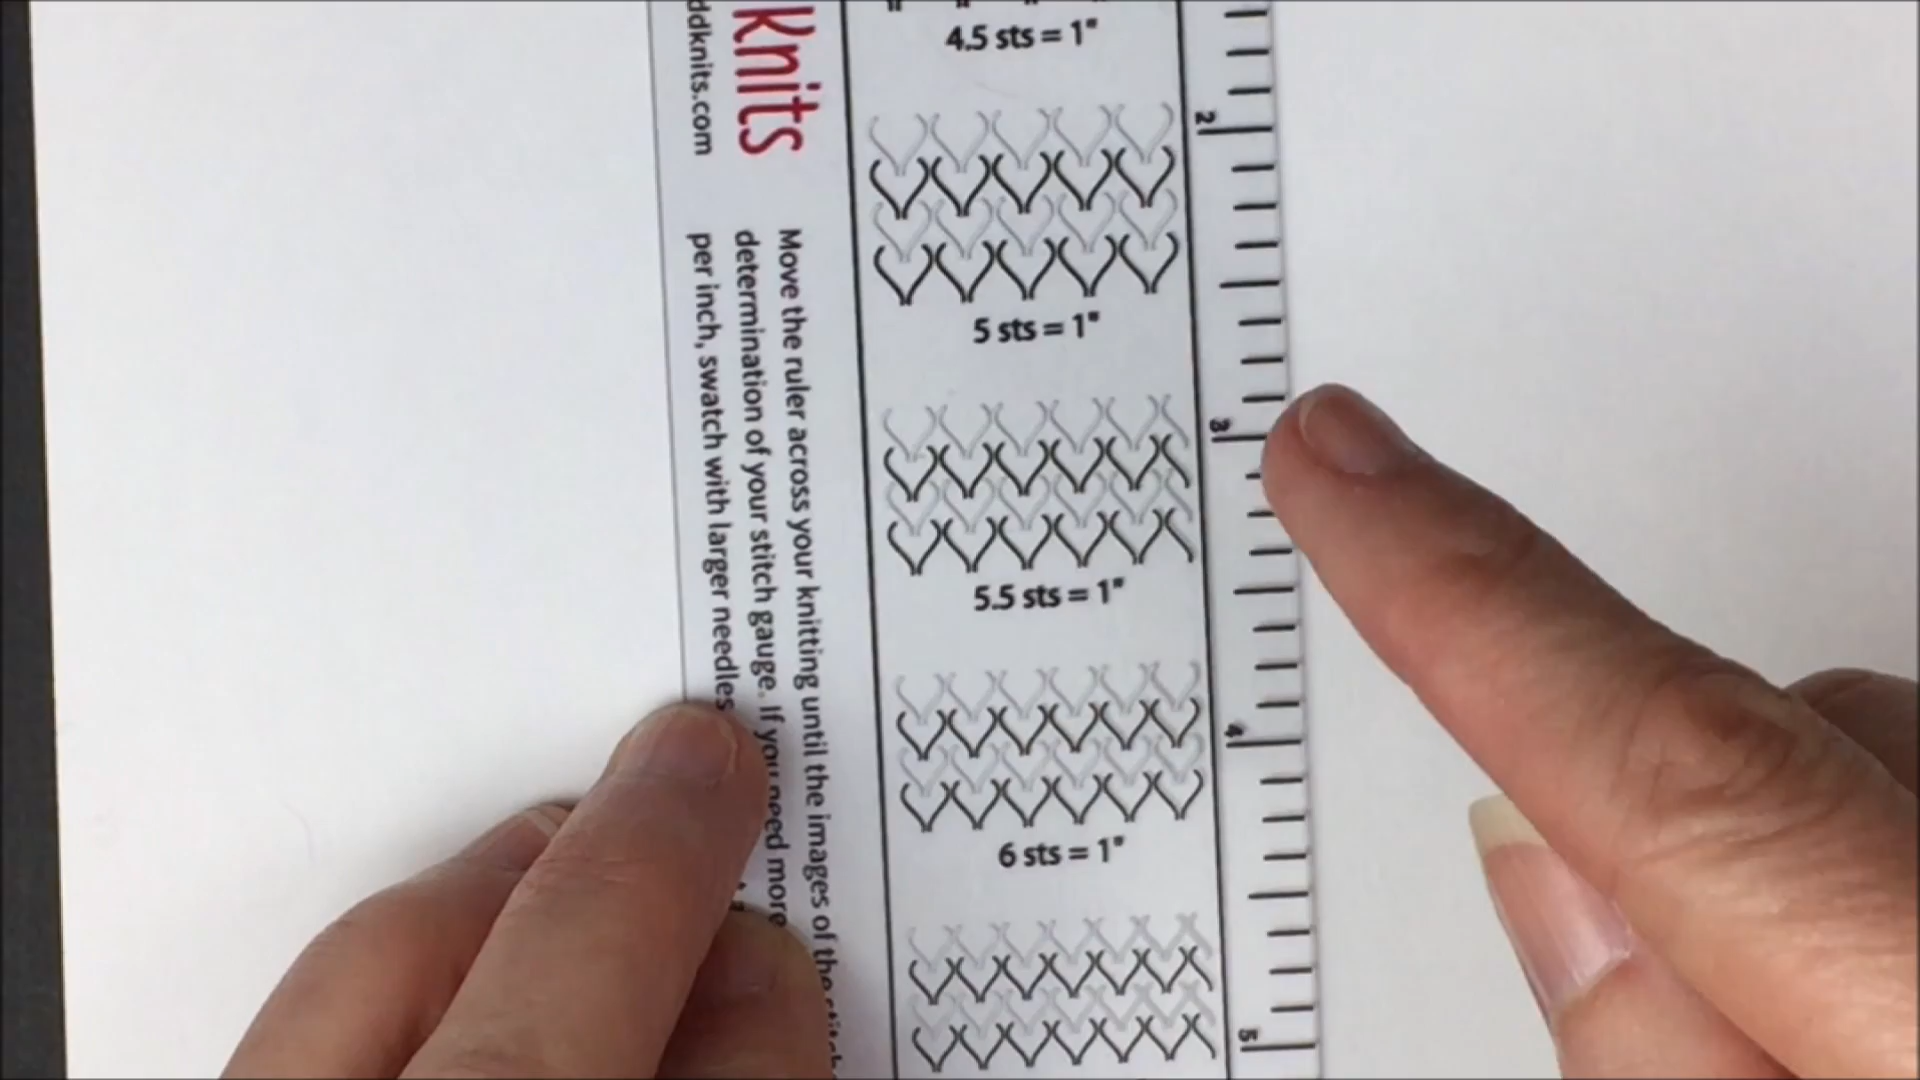 Knits
ddknits.com
Move the ruler across your knitting until the images of the
determination of your stitch gauge. If you need more
per inch, swatch with larger needles
4.5 sts = 1"
5 sts = 1"
5.5 sts = 1"
6 sts = 1"
2
3
4
5